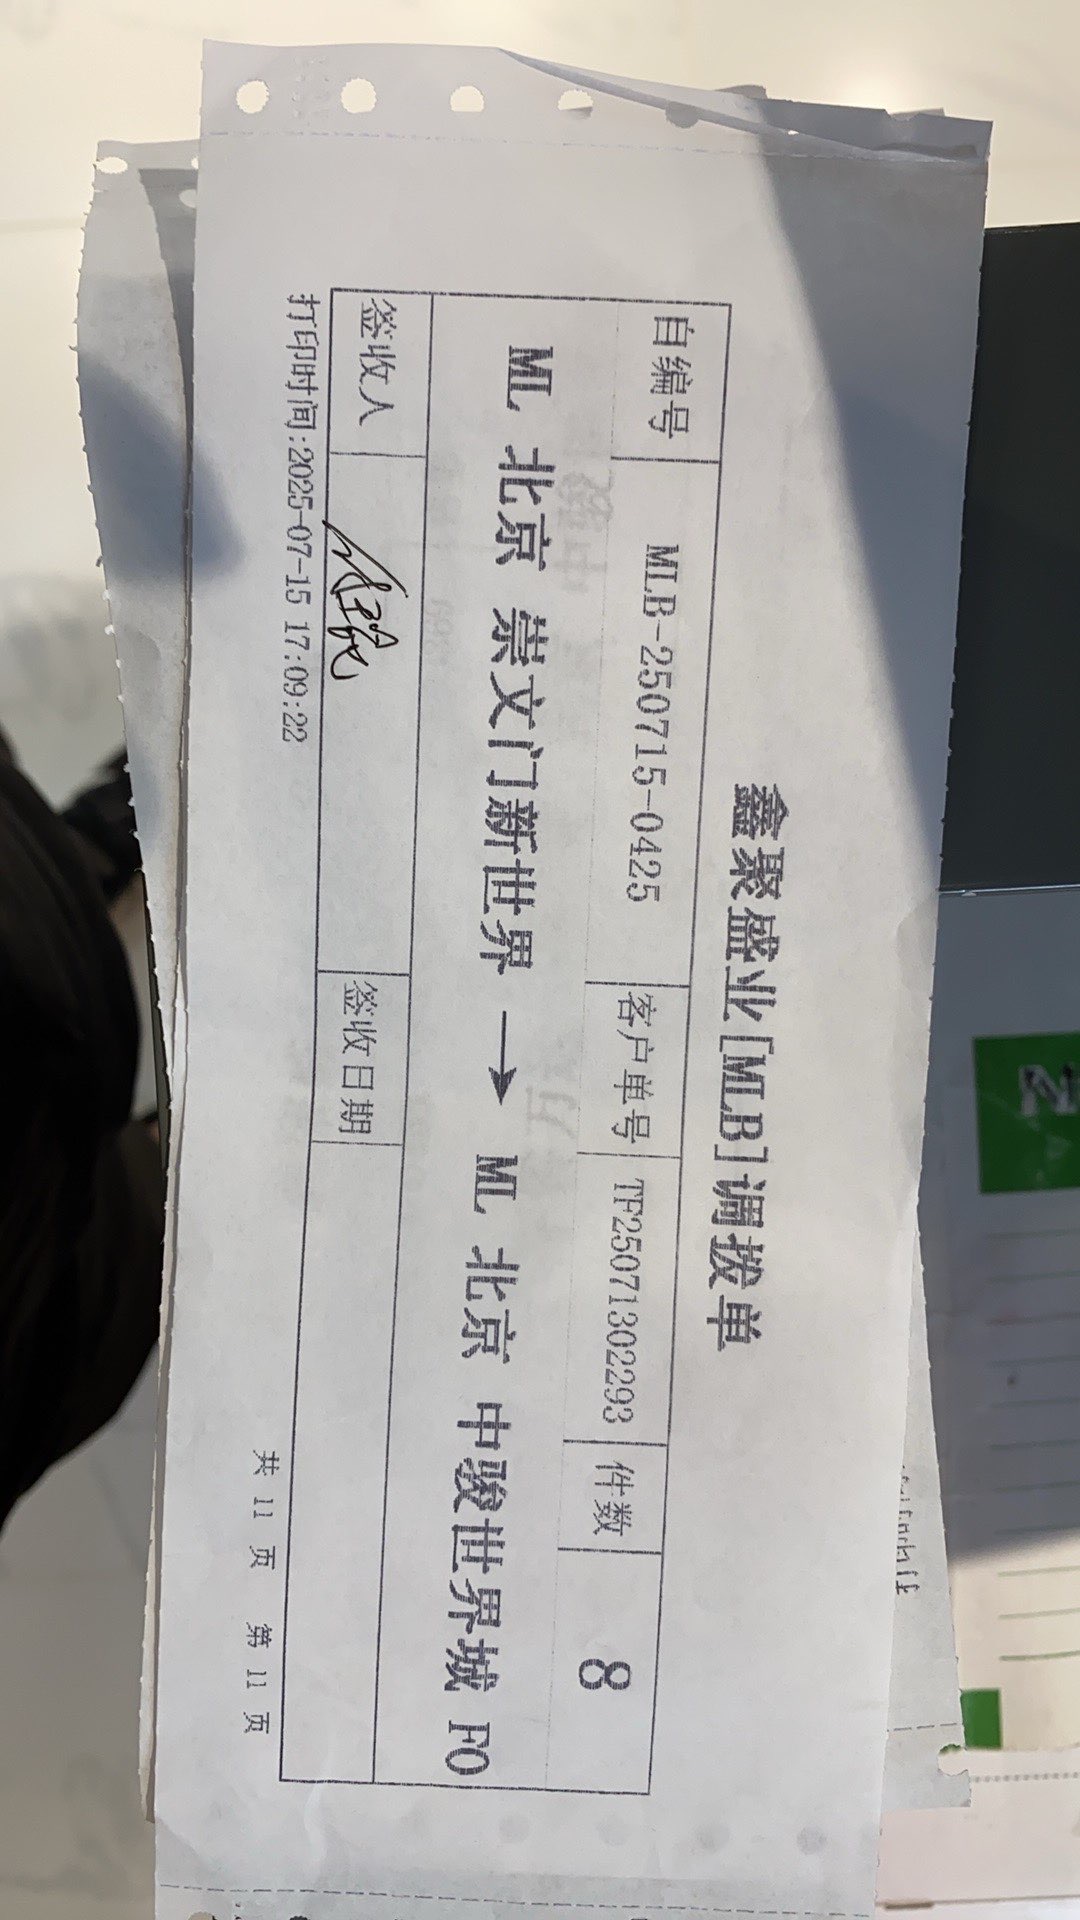 鑫聚盛业[MLB]调拨单
自编号 MLB-250715-0425 客户单号 TF25071302293 件数 8
ML 北京 崇文门新世界 → ML 北京 中骏世界城 FO
签收人 签收日期
打印时间:2025-07-15 17:09:22
共 11 页 第 11 页